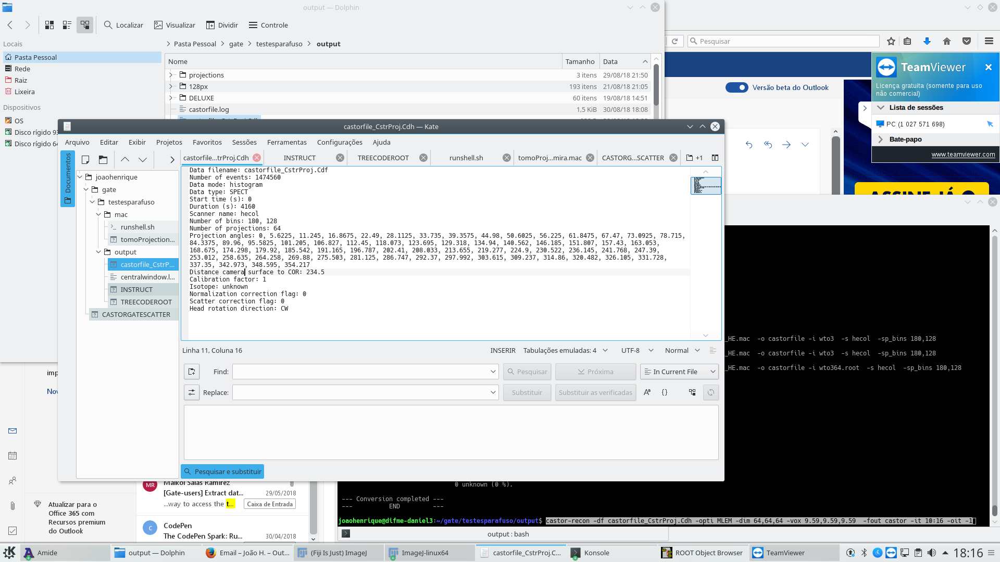 output — Dolphin
Localizar
Visualizar
Dividir
Controle
Locais
Pasta Pessoal
Rede
Raiz
Lixeira
Dispositivos
OS
Disco rígido 93
Disco rígido 64
Pasta Pessoal
gate
testesparafuso
output
Nome
Tamanho
Data
projections
3 itens
29/08/18 21:50
128px
193 itens
21/08/18 21:05
DELUXE
60 itens
19/08/18 14:51
castorfile.log
1,5 KiB
30/08/18 18:08
Pesquisar
Versão beta do Outlook
TeamViewer
Licença gratuita (somente para uso
não comercial)
Lista de sessões
PC (1 027 571 698)
Bate-papo
www.teamviewer.com
ASSINE JÁ
castorfile_CstrProj.Cdh — Kate
Arquivo
Editar
Exibir
Projetos
Favoritos
Sessões
Ferramentas
Configurações
Ajuda
Documentos
castorfile...trProj.Cdh
INSTRUCT
TREECODEROOT
runshell.sh
tomoProj...mira.mac
CASTORG...SCATTER
+1
joaohenrique
gate
testesparafuso
mac
runshell.sh
tomoProjection...
output
castorfile_CstrP...
centralwindow.l...
INSTRUCT
TREECODEROOT
CASTORGATESCATTER
Data filename: castorfile_CstrProj.Cdf
Number of events: 1474560
Data mode: histogram
Data type: SPECT
Start time (s): 0
Duration (s): 4160
Scanner name: hecol
Number of bins: 180, 128
Number of projections: 64
Projection angles: 0, 5.6225, 11.245, 16.8675, 22.49, 28.1125, 33.735, 39.3575, 44.98, 50.6025, 56.225, 61.8475, 67.47, 73.0925, 78.715,
84.3375, 89.96, 95.5825, 101.205, 106.827, 112.45, 118.073, 123.695, 129.318, 134.94, 140.562, 146.185, 151.807, 157.43, 163.053,
168.675, 174.298, 179.92, 185.542, 191.165, 196.787, 202.41, 208.033, 213.655, 219.277, 224.9, 230.522, 236.145, 241.768, 247.39,
253.012, 258.635, 264.258, 269.88, 275.503, 281.125, 286.747, 292.37, 297.992, 303.615, 309.237, 314.86, 320.482, 326.105, 331.728,
337.35, 342.973, 348.595, 354.217
Distance camera surface to COR: 234.5
Calibration factor: 1
Isotope: unknown
Normalization correction flag: 0
Scatter correction flag: 0
Head rotation direction: CW
Linha 11, Coluna 16
INSERIR
Tabulações emuladas: 4
UTF-8
Normal
Find:
Pesquisar
Próxima
In Current File
Replace:
Substituir
Substituir as verificadas
Pesquisar e substituir
_HE.mac -o castorfile -i wto3 -s hecol -sp_bins 180,128
_HE.mac -o castorfile -i wto3 -s hecol -sp_bins 180,128
_HE.mac -o castorfile -i wto364.root -s hecol -sp_bins 180,128
imp
Nov
Atualizar para o
Office 365 com
Recursos premium
do Outlook
MR
Maikol Salas Ramirez
[Gate-users] Extract dat...
29/05/2018
...way to access the t...
Caixa de Entrada
C
CodePen
The CodePen Spark: Ru...
30/04/2018
0 unknown (0 %).
--- Conversion completed ---
--- END ---
joaohenrique@difme-daniel3:~/gate/testesparafuso/output$ castor-recon -df castorfile_CstrProj.Cdh -opti MLEM -dim 64,64,64 -vox 9.59,9.59,9.59 -fout castor -it 10:16 -oit -1
output : bash
Amide
output — Dolphin
Email – João H. – Out...
(Fiji Is Just) ImageJ
ImageJ-linux64
castorfile_CstrProj.C...
Konsole
ROOT Object Browser
TeamViewer
18:16